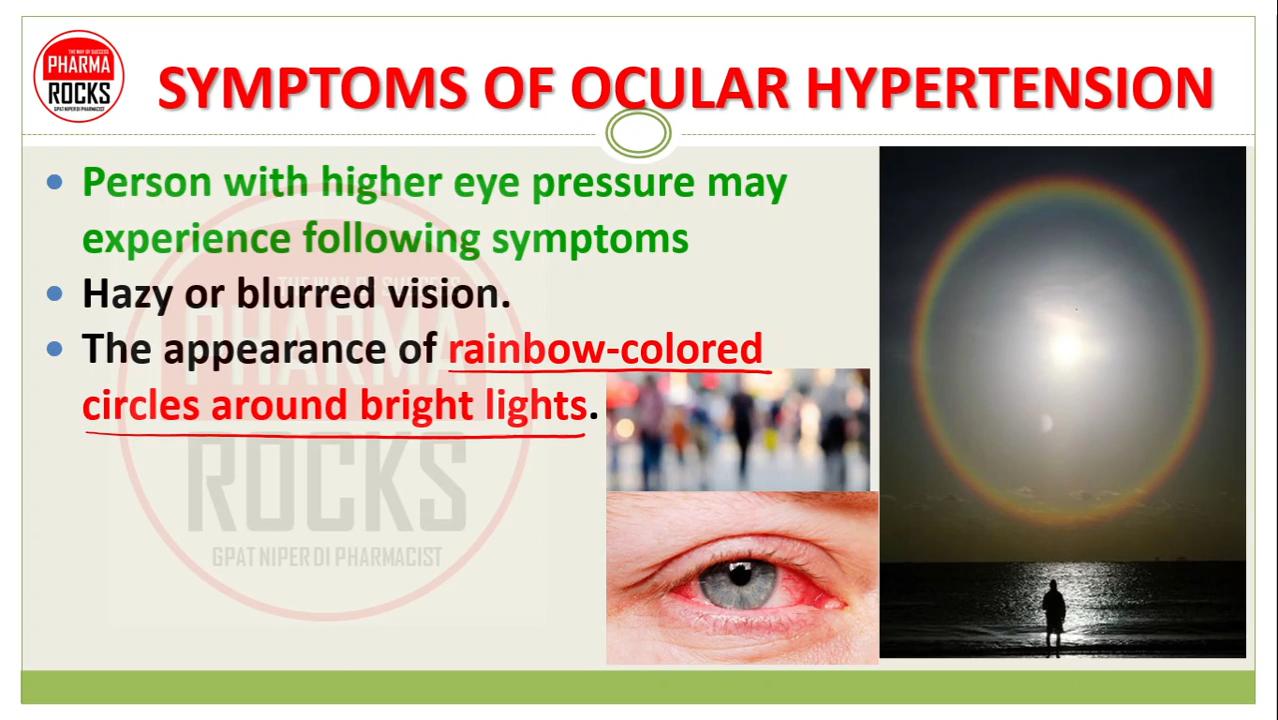 THE WAY OF SUCCESS
PHARMA
ROCKS
GPAT NIPER DI PHARMACIST
SYMPTOMS OF OCULAR HYPERTENSION
• Person with higher eye pressure may
experience following symptoms
• Hazy or blurred vision.
• The appearance of rainbow-colored
circles around bright lights.
THE WAY OF SUCCESS
PHARMA
ROCKS
GPAT NIPER DI PHARMACIST